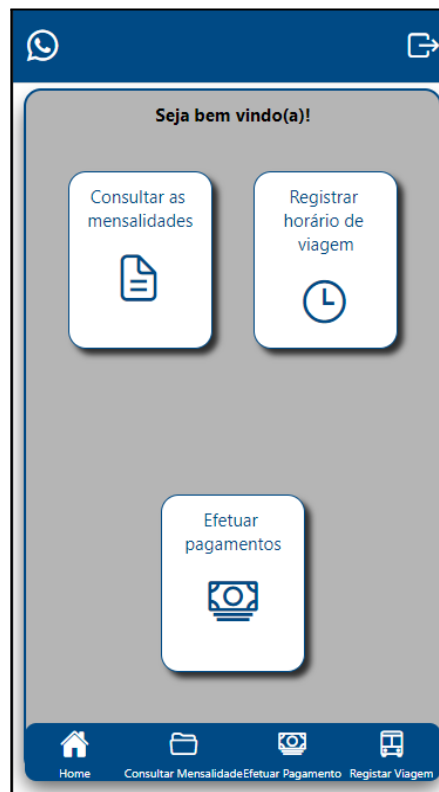 Seja bem vindo(a)!
Consultar as
mensalidades
Registrar
horário de
viagem
Efetuar
pagamentos
Home
Consultar Mensalidade
Efetuar Pagamento
Registar Viagem